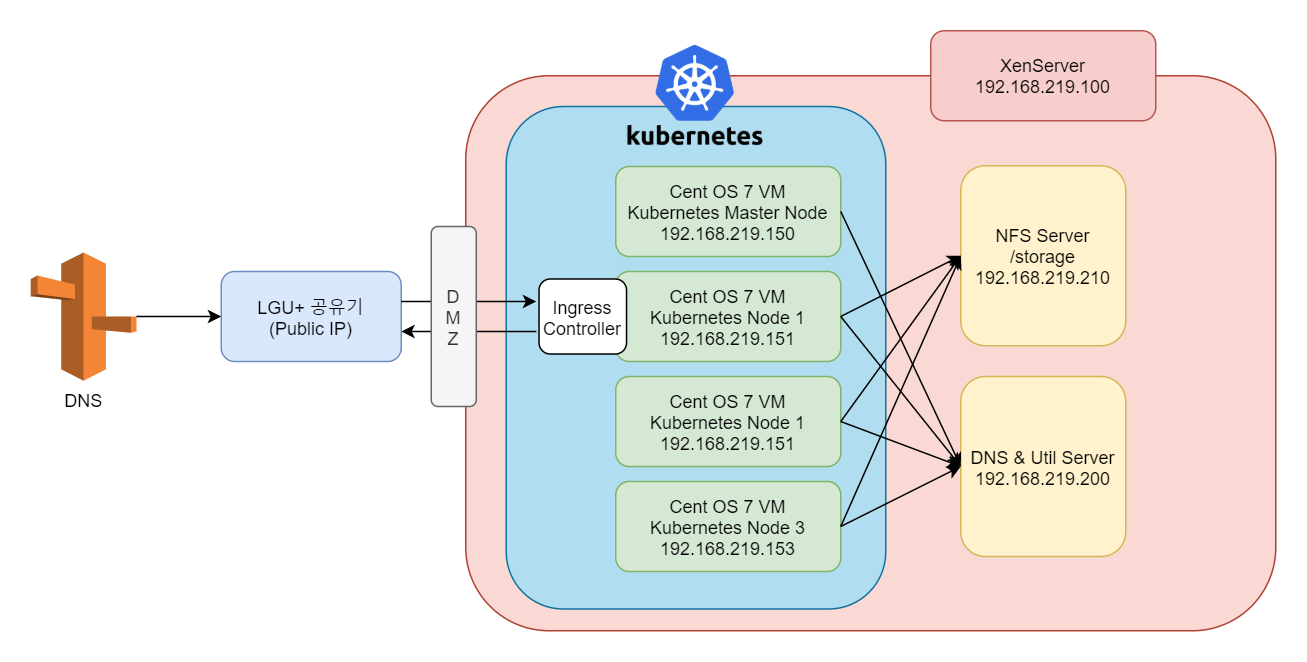 XenServer
192.168.219.100
kubernetes
Cent OS 7 VM
Kubernetes Master Node
192.168.219.150
NFS Server
/storage
192.168.219.210
DNS
LGU+ 공유기
(Public IP)
D
M
Z
Ingress
Controller
Cent OS 7 VM
Kubernetes Node 1
192.168.219.151
Cent OS 7 VM
Kubernetes Node 1
192.168.219.151
DNS & Util Server
192.168.219.200
Cent OS 7 VM
Kubernetes Node 3
192.168.219.153